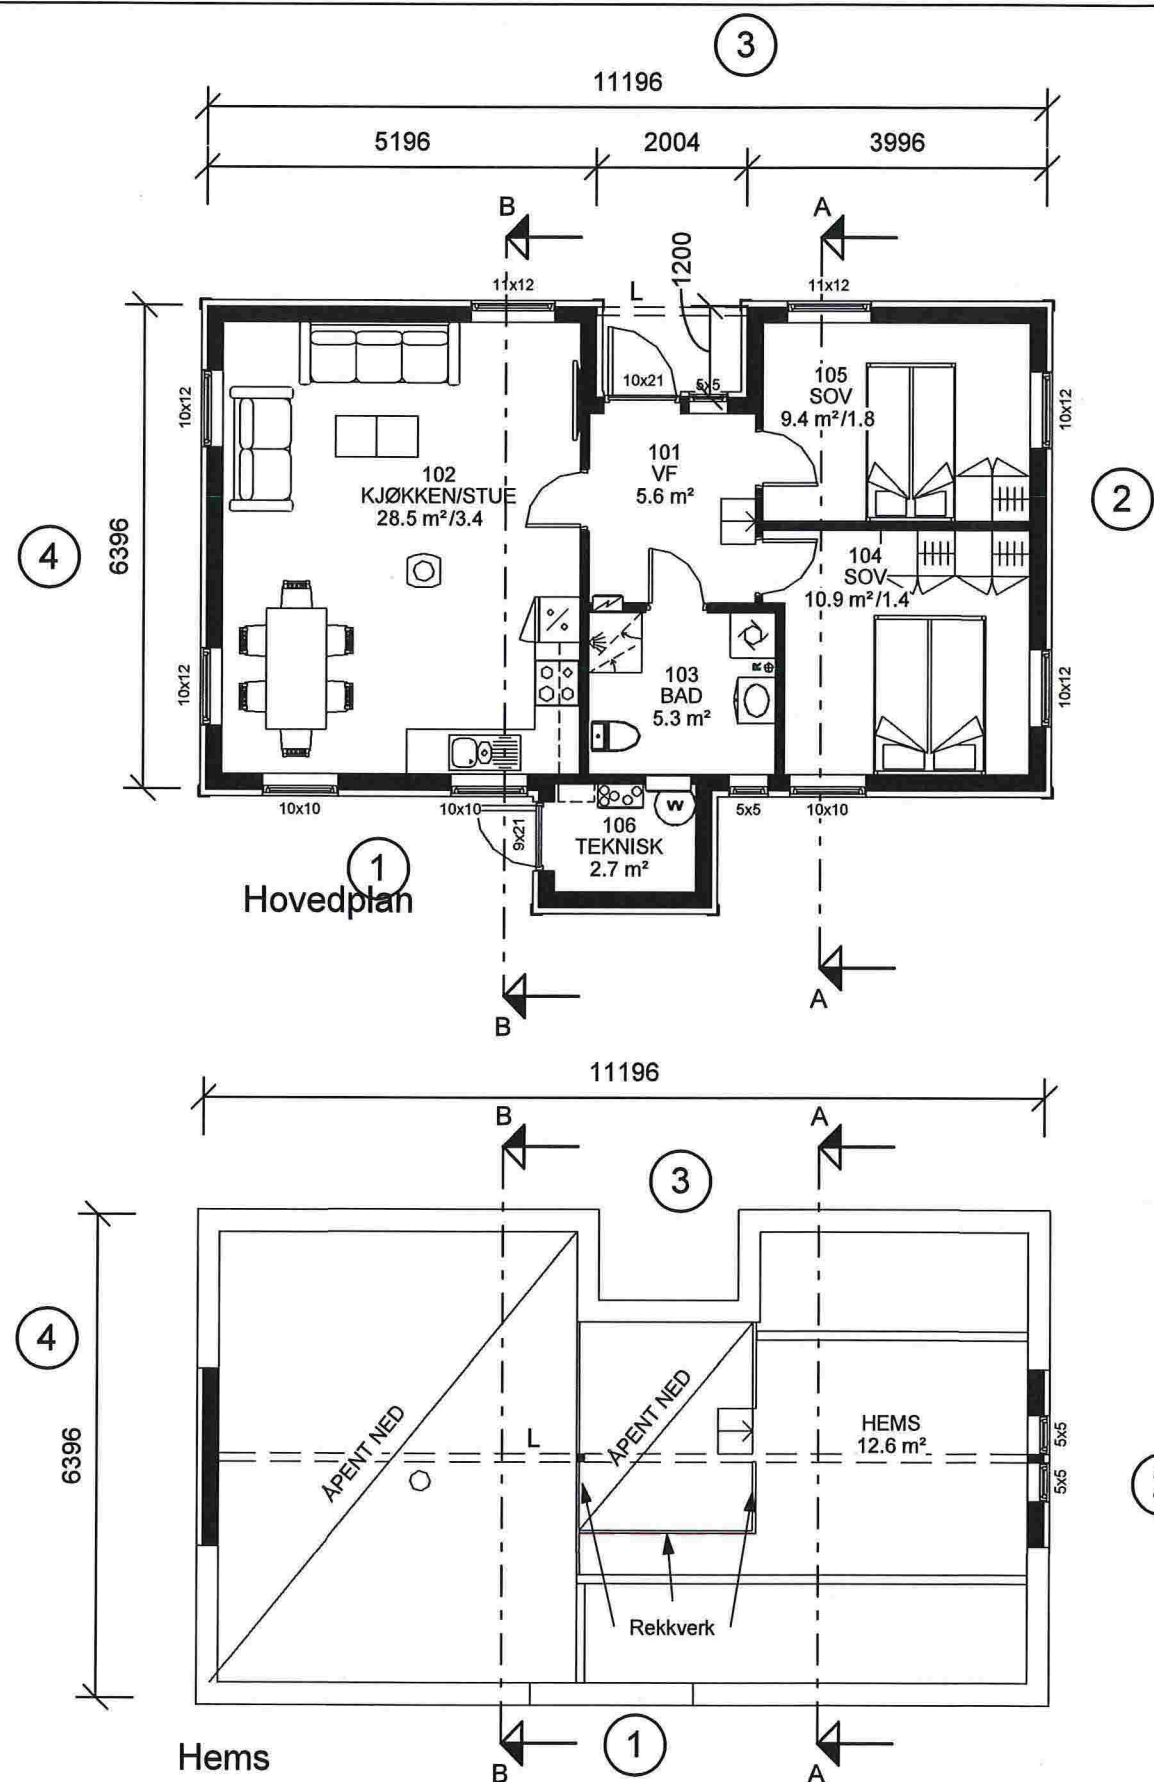 3
11196
5196 2004 3996
B A
1200
11x12 L 11x12
10x12
10x21 5x5
105
SOV
9.4 m²/1.8
10x12
101
VF
5.6 m²
102
KJØKKEN/STUE
28.5 m²/3.4
2
4
6396
104
SOV
10.9 m²/1.4
10x12
103
BAD
5.3 m²
R
10x12
10x10 10x10 9x21 W 5x5 10x10
106
TEKNISK
2.7 m²
1
Hovedplan
A
B
11196
B A
3
4
6396
ÅPENT NED
L
ÅPENT NED
HEMS
12.6 m²
5x5
5x5
Rekkverk
1
Hems
B A